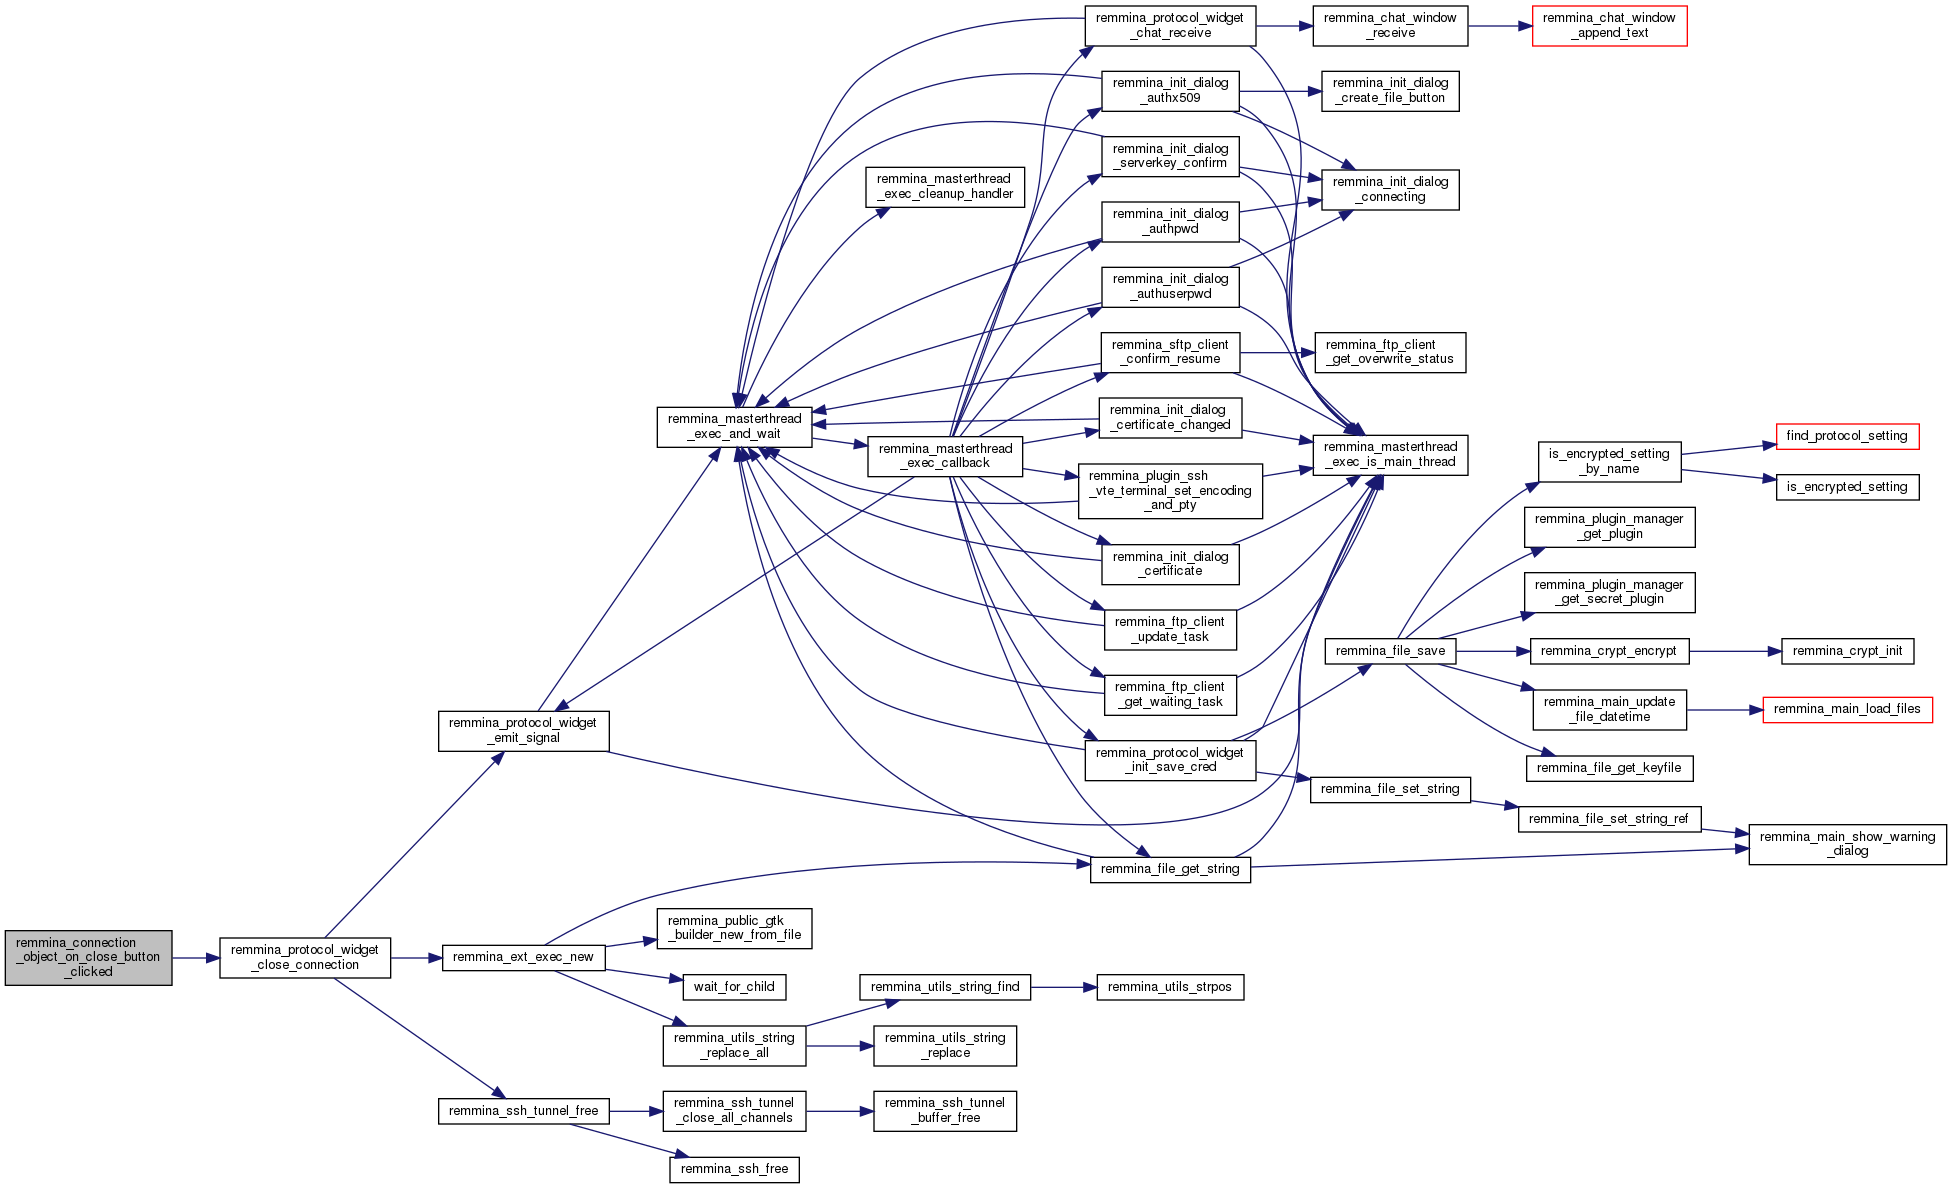 remmina_connection
_object_on_close_button
_clicked
remmina_protocol_widget
_close_connection
remmina_protocol_widget
_emit_signal
remmina_ext_exec_new
remmina_ssh_tunnel_free
remmina_masterthread
_exec_and_wait
remmina_public_gtk
_builder_new_from_file
wait_for_child
remmina_utils_string
_replace_all
remmina_ssh_tunnel
_close_all_channels
remmina_ssh_free
remmina_masterthread
_exec_cleanup_handler
remmina_masterthread
_exec_callback
remmina_utils_string_find
remmina_utils_string
_replace
remmina_ssh_tunnel
_buffer_free
remmina_protocol_widget
_chat_receive
remmina_init_dialog
_authx509
remmina_init_dialog
_serverkey_confirm
remmina_init_dialog
_authpwd
remmina_init_dialog
_authuserpwd
remmina_sftp_client
_confirm_resume
remmina_init_dialog
_certificate_changed
remmina_plugin_ssh
_vte_terminal_set_encoding
_and_pty
remmina_init_dialog
_certificate
remmina_ftp_client
_update_task
remmina_ftp_client
_get_waiting_task
remmina_protocol_widget
_init_save_cred
remmina_file_get_string
remmina_utils_strpos
remmina_chat_window
_receive
remmina_init_dialog
_create_file_button
remmina_init_dialog
_connecting
remmina_ftp_client
_get_overwrite_status
remmina_masterthread
_exec_is_main_thread
remmina_file_save
remmina_file_set_string
remmina_chat_window
_append_text
is_encrypted_setting
_by_name
remmina_plugin_manager
_get_plugin
remmina_plugin_manager
_get_secret_plugin
remmina_crypt_encrypt
remmina_main_update
_file_datetime
remmina_file_get_keyfile
remmina_file_set_string_ref
find_protocol_setting
is_encrypted_setting
remmina_crypt_init
remmina_main_load_files
remmina_main_show_warning
_dialog